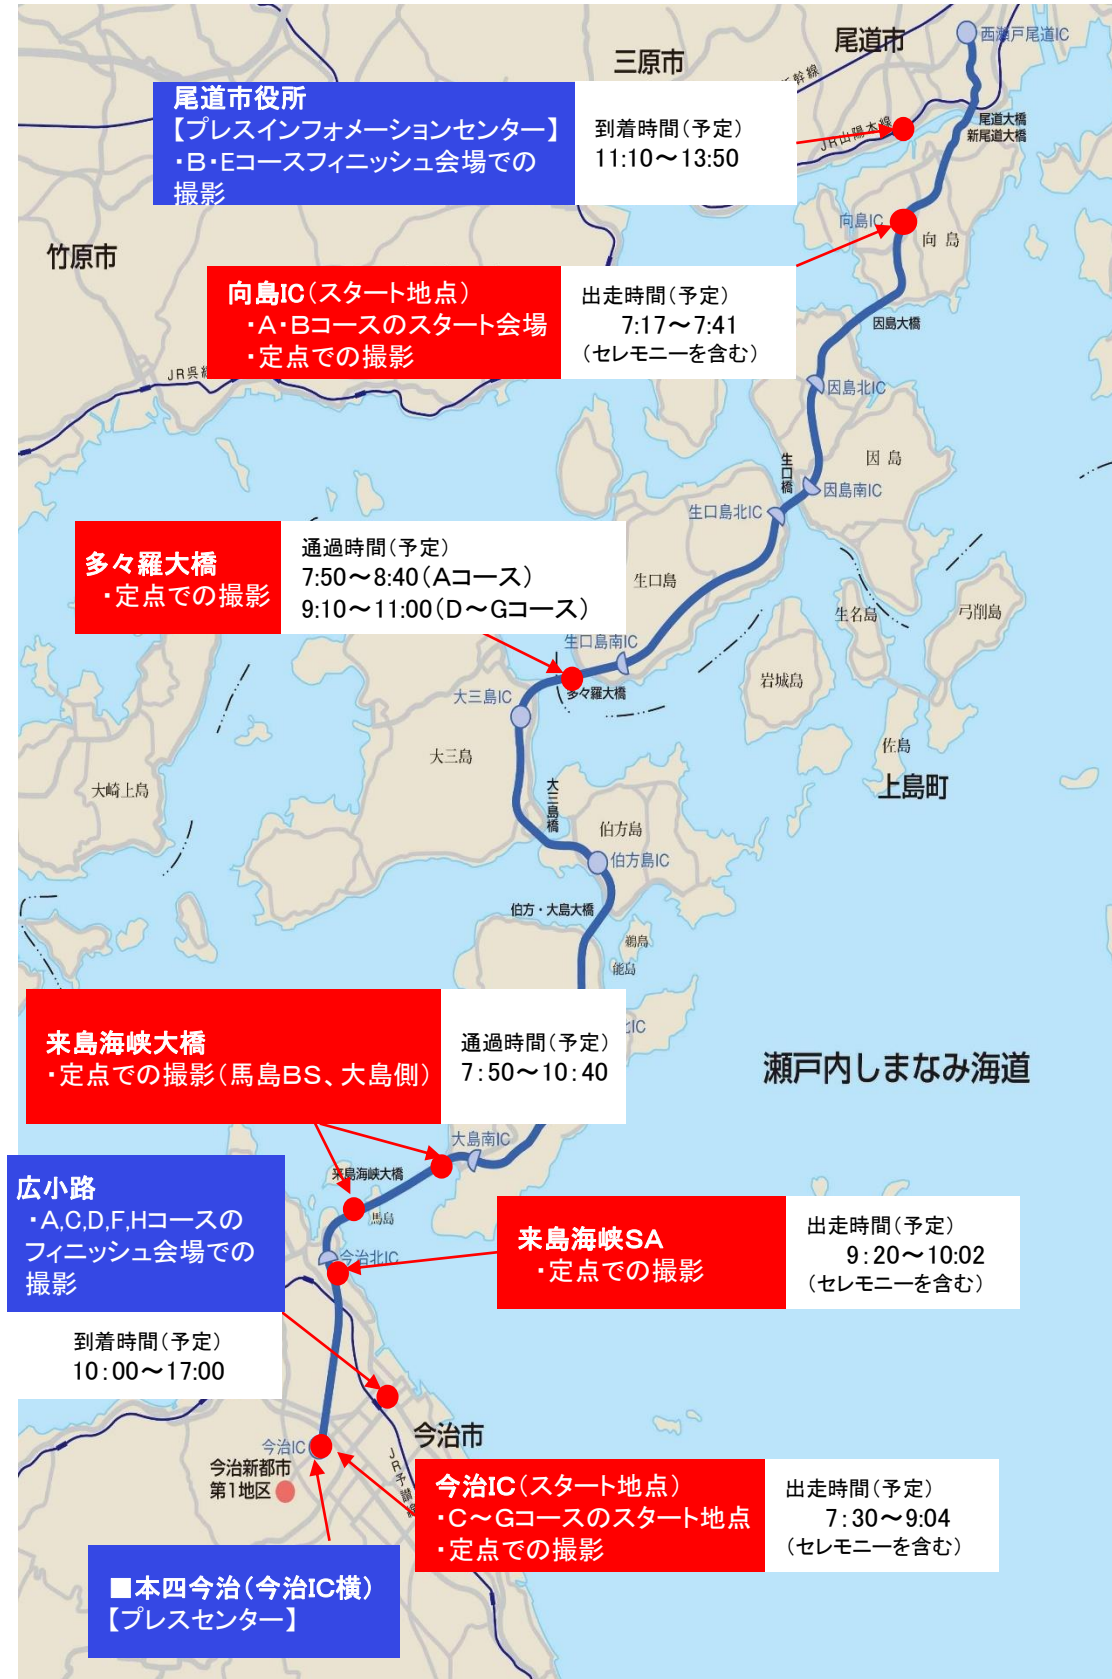 尾道市
西瀬戸尾道IC
三原市
新幹線
尾道市役所
【プレスインフォメーションセンター】
・B・Eコースフィニッシュ会場での
撮影
到着時間(予定)
11:10～13:50
JR山陽本線
尾道大橋
新尾道大橋
向島IC
向島
竹原市
向島IC(スタート地点)
・A・Bコースのスタート会場
・定点での撮影
出走時間(予定)
7:17～7:41
(セレモニーを含む)
因島大橋
JR呉線
因島北IC
因島
生口橋
因島南IC
生口島北IC
多々羅大橋
・定点での撮影
通過時間(予定)
7:50～8:40(Aコース)
9:10～11:00(D～Gコース)
生口島
生名島
弓削島
生口島南IC
岩城島
多々羅大橋
大三島IC
佐島
大三島
上島町
大崎上島
大三島橋
伯方島
伯方島IC
伯方・大島大橋
鵜島
能島
北IC
来島海峡大橋
・定点での撮影(馬島BS、大島側)
通過時間(予定)
7:50～10:40
瀬戸内しまなみ海道
大島南IC
来島海峡大橋
馬島
広小路
・A,C,D,F,Hコースの
フィニッシュ会場での
撮影
今治北IC
来島海峡SA
・定点での撮影
出走時間(予定)
9:20～10:02
(セレモニーを含む)
到着時間(予定)
10:00～17:00
今治市
今治IC
今治新都市
第1地区
JR予讃線
今治IC(スタート地点)
・C～Gコースのスタート地点
・定点での撮影
出走時間(予定)
7:30～9:04
(セレモニーを含む)
■本四今治(今治IC横)
【プレスセンター】